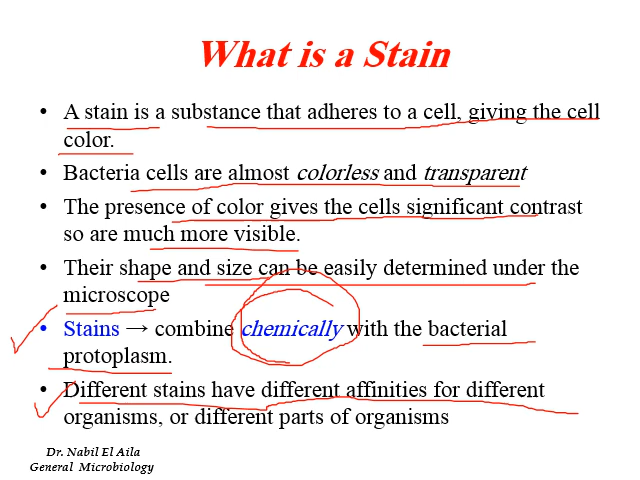 What is a Stain
• A stain is a substance that adheres to a cell, giving the cell
color.
• Bacteria cells are almost colorless and transparent
• The presence of color gives the cells significant contrast
so are much more visible.
• Their shape and size can be easily determined under the
microscope
• Stains → combine chemically with the bacterial
protoplasm.
• Different stains have different affinities for different
organisms, or different parts of organisms
Dr. Nabil El Aila
General Microbiology